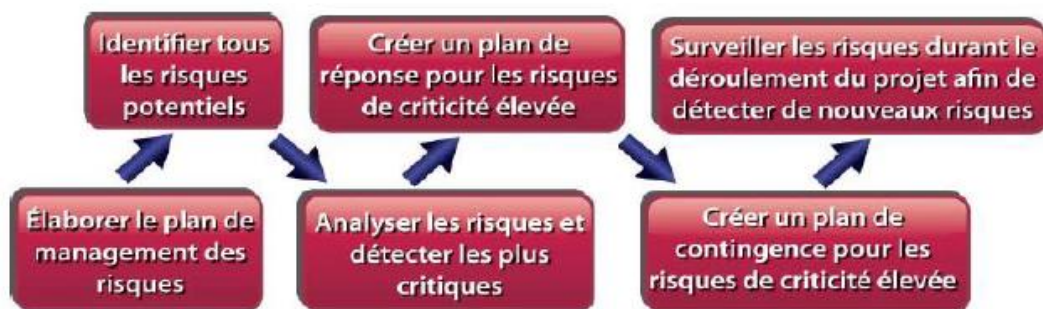 Identifier tous
les risques
potentiels
Créer un plan de
réponse pour les risques
de criticité élevée
Surveiller les risques durant le
déroulement du projet afin de
détecter de nouveaux risques
Élaborer le plan de
management des
risques
Analyser les risques et
détecter les plus
critiques
Créer un plan de
contingence pour les
risques de criticité élevée